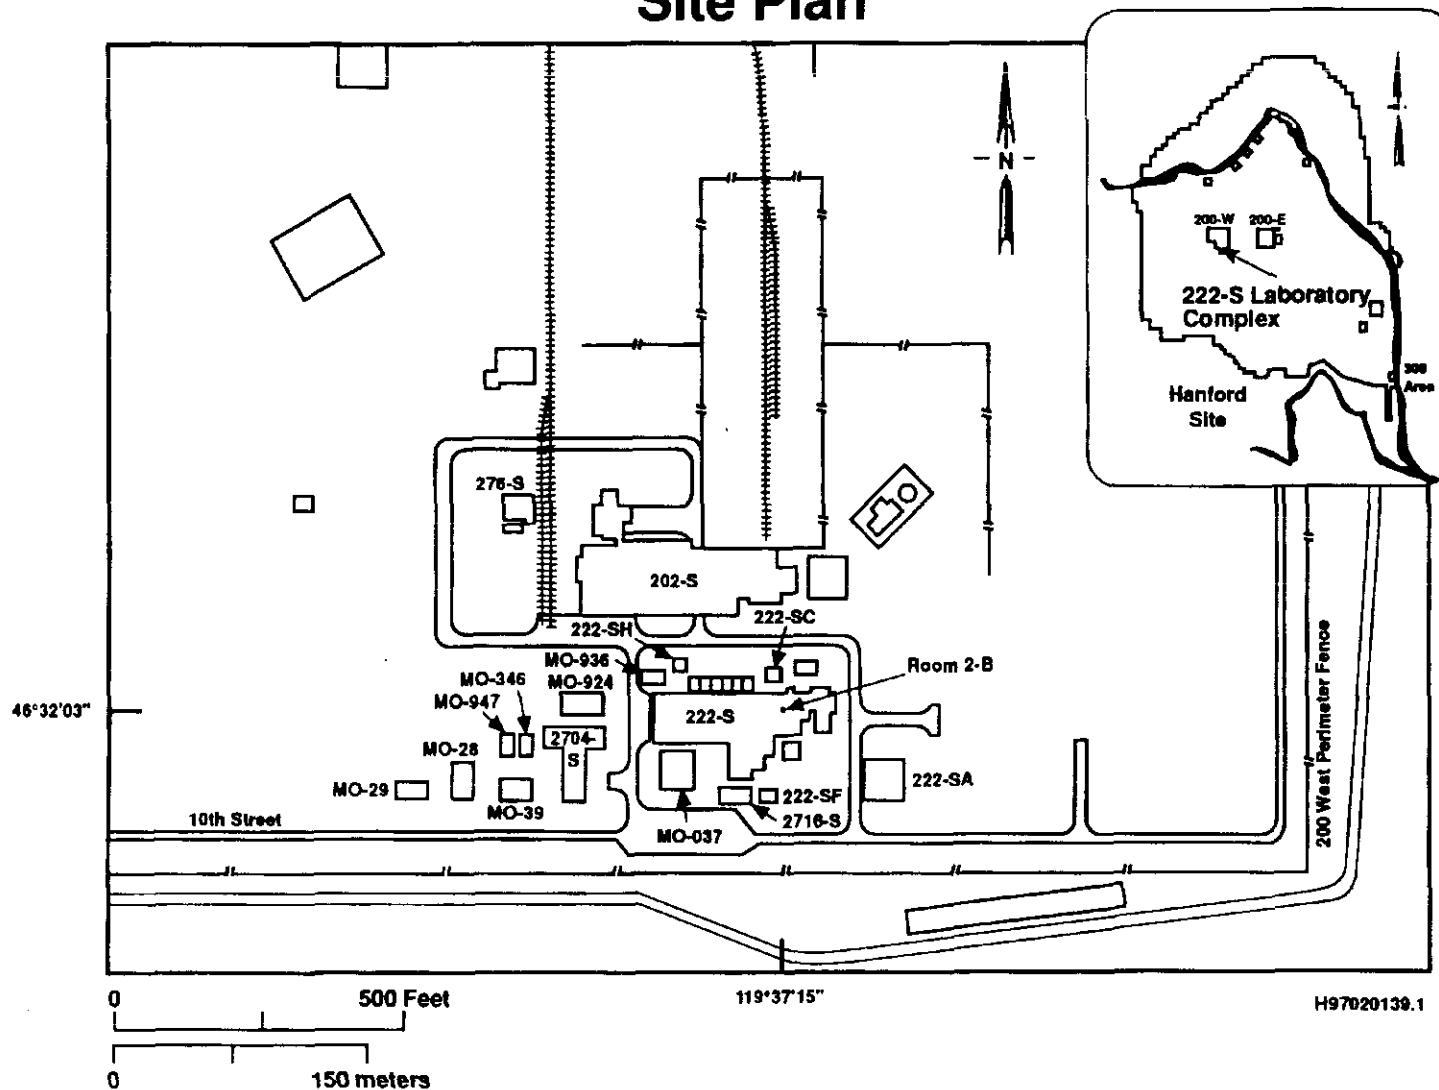 Site Plan
N
200-W
200-E
222-S Laboratory
Complex
Hanford
Site
300
Area
276-S
202-S
222-SH
222-SC
MO-936
Room 2-B
MO-346
MO-924
MO-947
222-S
46°32'03"
2704-
S
MO-28
MO-29
MO-39
222-SA
222-SF
2716-S
MO-037
10th Street
200 West Perimeter Fence
0
500 Feet
119°37'15"
H97020139.1
0
150 meters